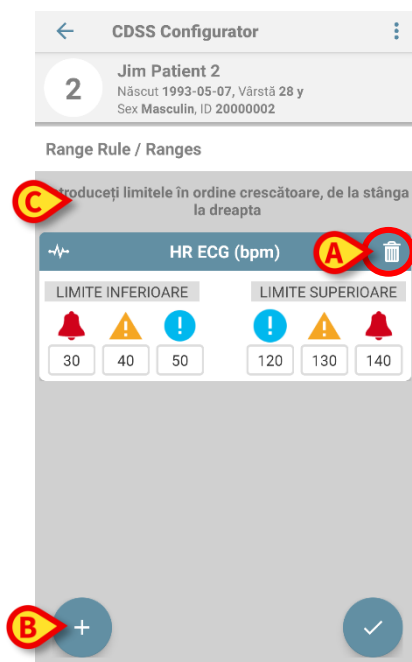 CDSS Configurator
2
Jim Patient 2
Născut 1993-05-07, Vârstă 28 y
Sex Masculin, ID 20000002
Range Rule / Ranges
C
troduceți limitele în ordine crescătoare, de la stânga
la dreapta
HR ECG (bpm)
A
LIMITE INFERIOARE LIMITE SUPERIOARE
30 40 50 120 130 140
B